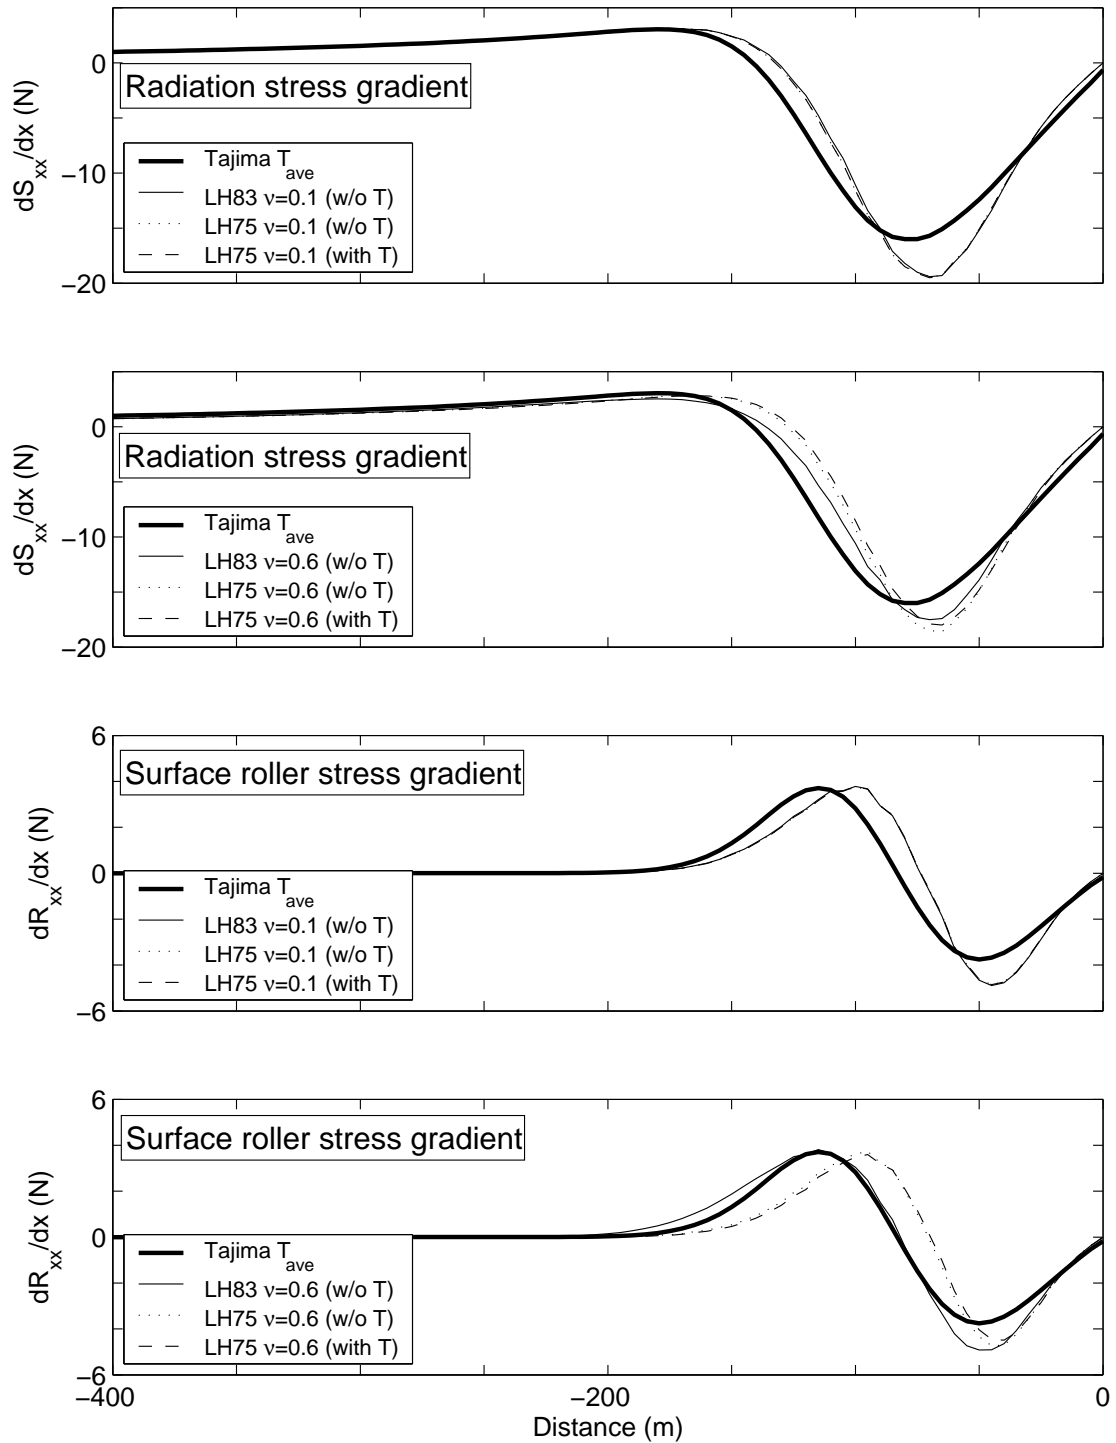 0
−10
−20
dS_xx/dx (N)
Radiation stress gradient
Tajima T_ave
LH83 ν=0.1 (w/o T)
LH75 ν=0.1 (w/o T)
LH75 ν=0.1 (with T)
0
−10
−20
dS_xx/dx (N)
Radiation stress gradient
Tajima T_ave
LH83 ν=0.6 (w/o T)
LH75 ν=0.6 (w/o T)
LH75 ν=0.6 (with T)
6
0
−6
dR_xx/dx (N)
Surface roller stress gradient
Tajima T_ave
LH83 ν=0.1 (w/o T)
LH75 ν=0.1 (w/o T)
LH75 ν=0.1 (with T)
6
0
−6
dR_xx/dx (N)
Surface roller stress gradient
Tajima T_ave
LH83 ν=0.6 (w/o T)
LH75 ν=0.6 (w/o T)
LH75 ν=0.6 (with T)
−400 −200 0
Distance (m)